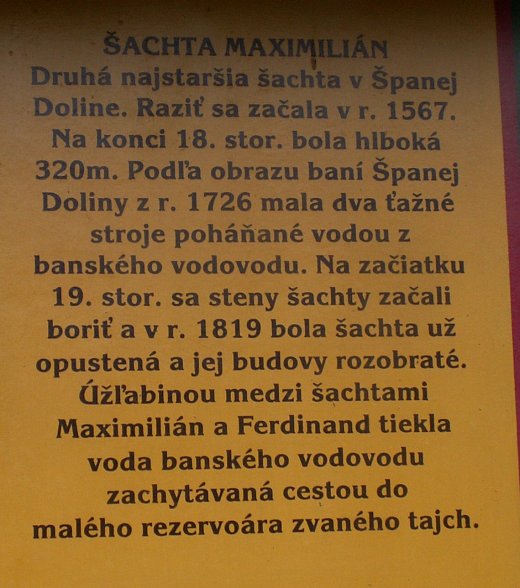 ŠACHTA MAXIMILIÁN
Druhá najstaršia šachta v Španej
Doline. Raziť sa začala v r. 1567.
Na konci 18. stor. bola hlboká
320m. Podľa obrazu baní Španej
Doliny z r. 1726 mala dva ťažné
stroje poháňané vodou z
banského vodovodu. Na začiatku
19. stor. sa steny šachty začali
boriť a v r. 1819 bola šachta už
opustená a jej budovy rozobraté.
Úžľabinou medzi šachtami
Maximilián a Ferdinand tiekla
voda banského vodovodu
zachytávaná cestou do
malého rezervoára zvaného tajch.